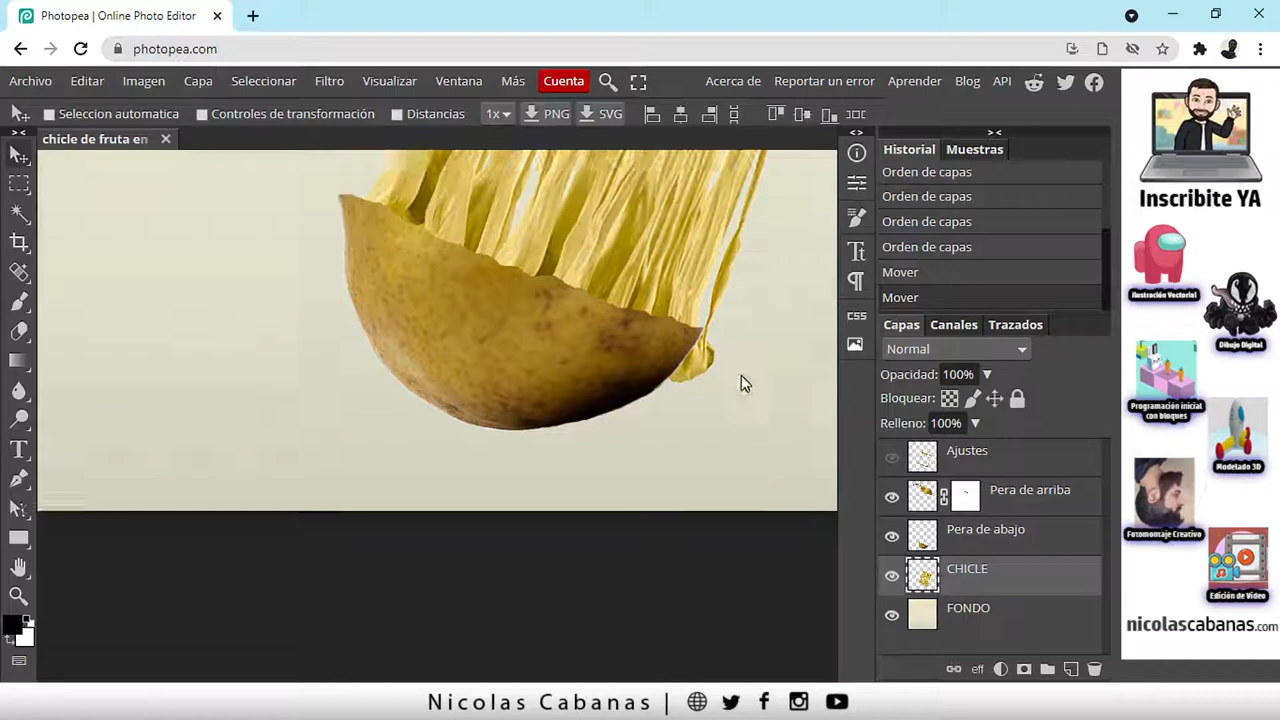 Photopea | Online Photo Editor
photopea.com
Archivo Editar Imagen Capa Seleccionar Filtro Visualizar Ventana Más Cuenta Acerca de Reportar un error Aprender Blog API
Seleccion automatica Controles de transformación Distancias 1x PNG SVG
chicle de fruta en
Historial Muestras
Orden de capas
Orden de capas
Orden de capas
Orden de capas
Mover
Mover
CSS
Capas Canales Trazados
Normal
Opacidad: 100%
Bloquear:
Relleno: 100%
Ajustes
Pera de arriba
Pera de abajo
CHICLE
FONDO
eff
Inscribite YA
Ilustración Vectorial
Dibujo Digital
Programación inicial
con bloques
Modelado 3D
Fotomontaje Creativo
Edición de Video
nicolascabanas.com
Nicolas Cabanas |